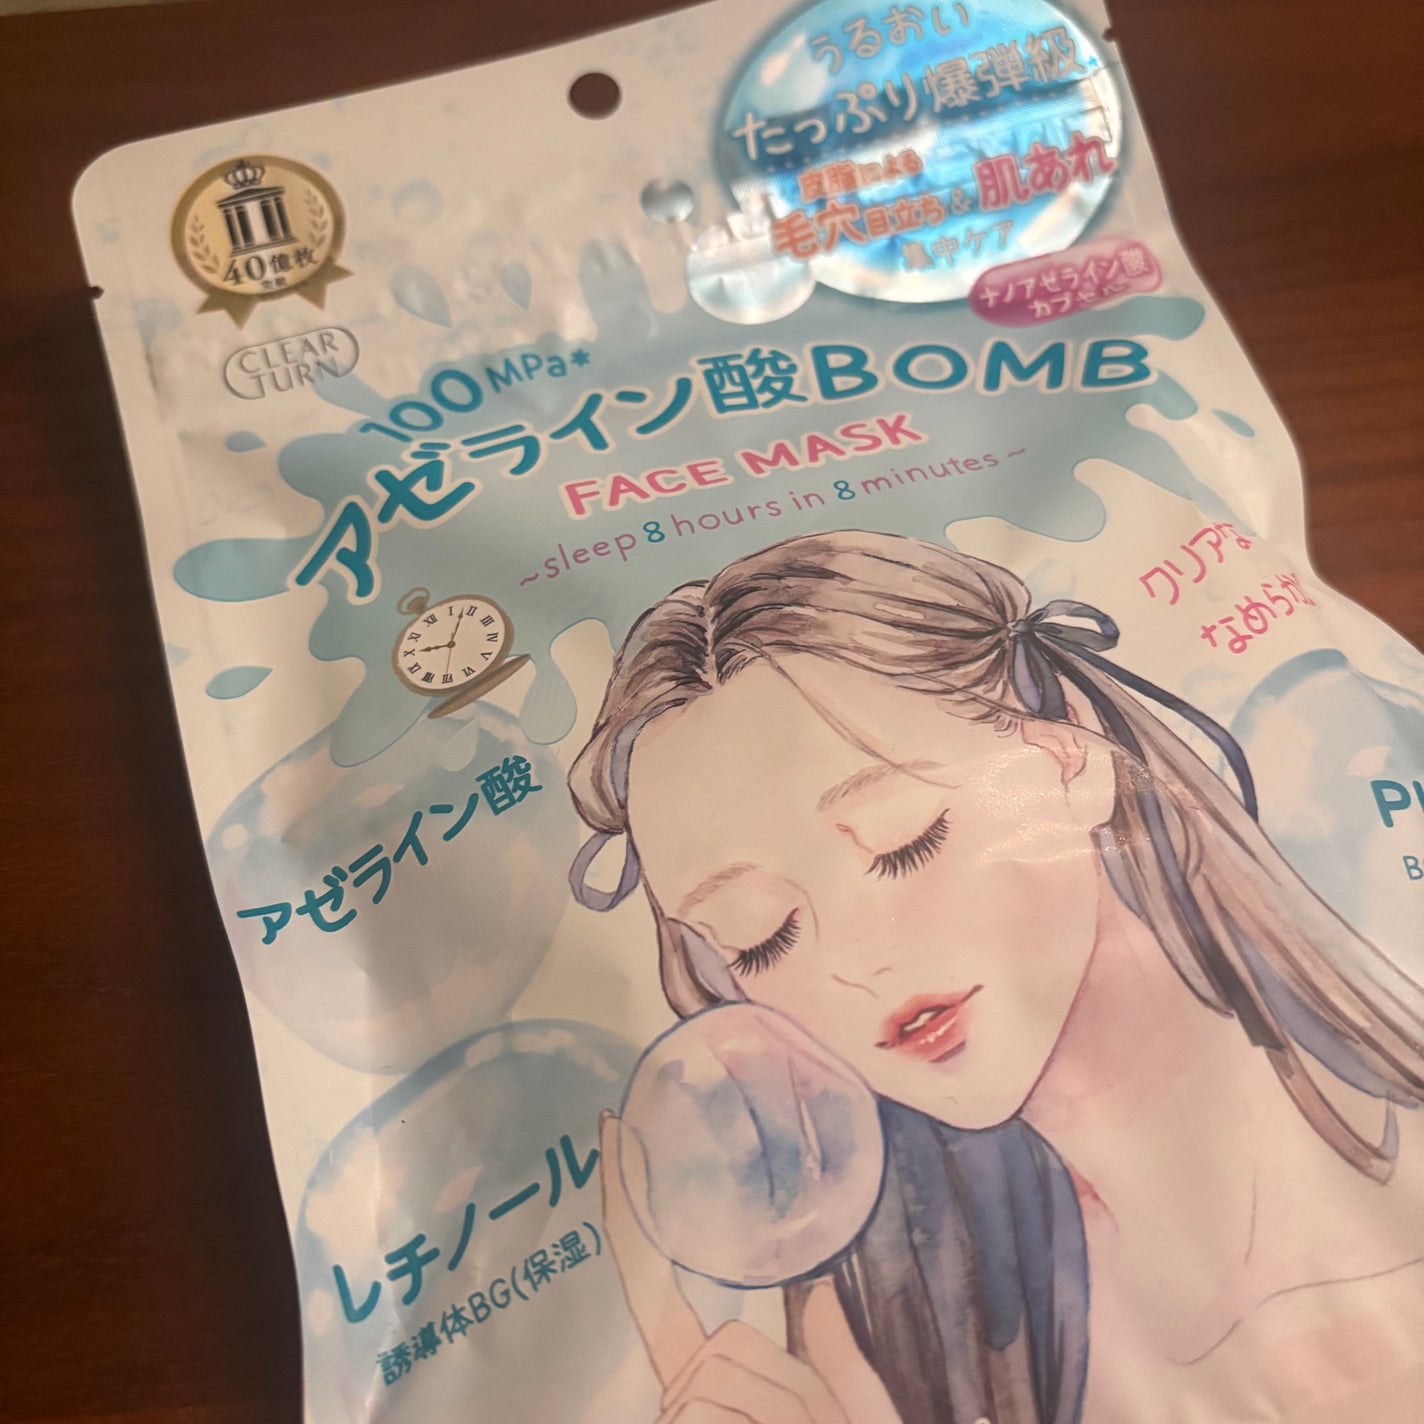 うるおい
たっぷり爆弾級
皮脂による
毛穴目立ち&肌あれ
集中ケア
ナノアゼライン酸
40億枚
CLEAR
TURN
100MPa*
アゼライン酸BOMB
FACE MASK
~sleep 8 hours in 8 minutes~
クリアな
なめらか
アゼライン酸
レチノール
誘導体BG(保湿)